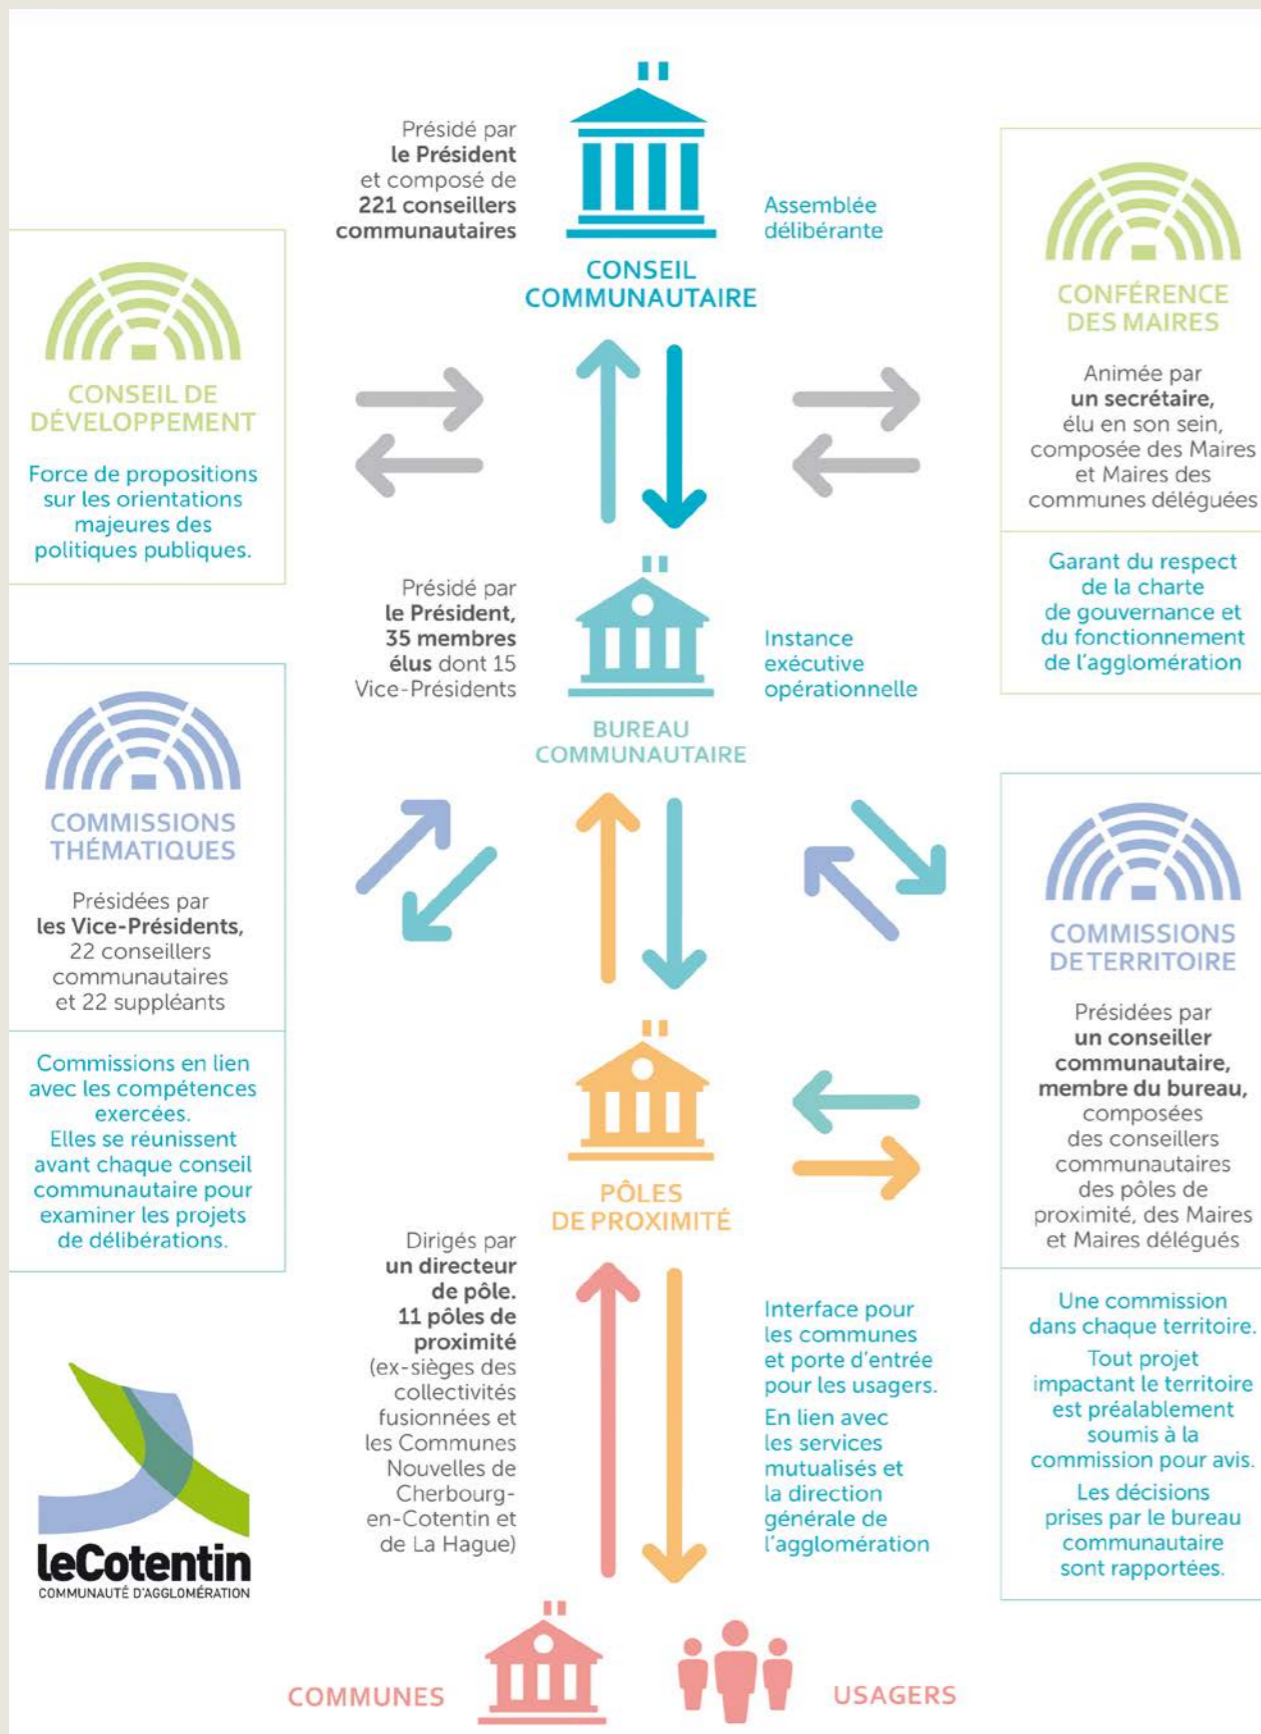 Présidé par
le Président
et composé de
221 conseillers
communautaires
Assemblée
délibérante
CONSEIL
COMMUNAUTAIRE
CONSEIL DE
DÉVELOPPEMENT
Force de propositions
sur les orientations
majeures des
politiques publiques.
CONFÉRENCE
DES MAIRES
Animée par
un secrétaire,
élu en son sein,
composée des Maires
et Maires des
communes déléguées
Garant du respect
de la charte
de gouvernance et
du fonctionnement
de l'agglomération
Présidé par
le Président,
35 membres
élus dont 15
Vice-Présidents
Instance
exécutive
opérationnelle
BUREAU
COMMUNAUTAIRE
COMMISSIONS
THÉMATIQUES
Présidées par
les Vice-Présidents,
22 conseillers
communautaires
et 22 suppléants
Commissions en lien
avec les compétences
exercées.
Elles se réunissent
avant chaque conseil
communautaire pour
examiner les projets
de délibérations.
COMMISSIONS
DE TERRITOIRE
Présidées par
un conseiller
communautaire,
membre du bureau,
composées
des conseillers
communautaires
des pôles de
proximité, des Maires
et Maires délégués
Une commission
dans chaque territoire.
Tout projet
impactant le territoire
est préalablement
soumis à la
commission pour avis.
Les décisions
prises par le bureau
communautaire
sont rapportées.
PÔLES
DE PROXIMITÉ
Dirigés par
un directeur
de pôle.
11 pôles de
proximité
(ex-sièges des
collectivités
fusionnées et
les Communes
Nouvelles de
Cherbourg-
en-Cotentin et
de La Hague)
Interface pour
les communes
et porte d'entrée
pour les usagers.
En lien avec
les services
mutualisés et
la direction
générale de
l'agglomération
leCotentin
COMMUNAUTÉ D'AGGLOMÉRATION
COMMUNES
USAGERS